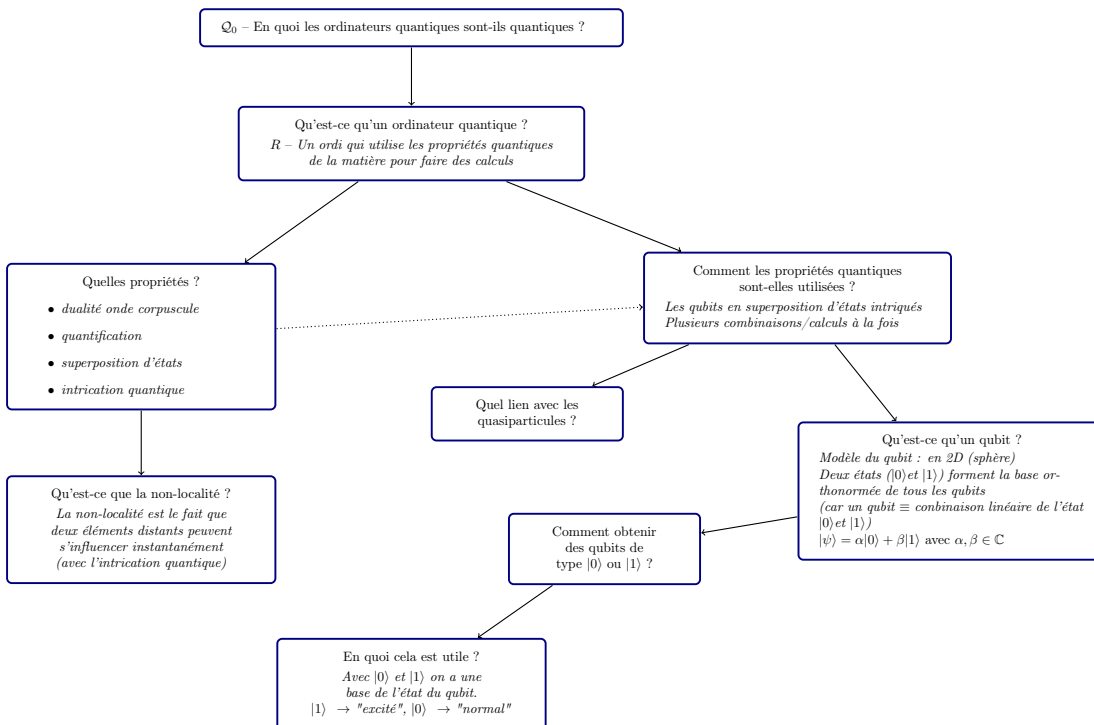 𝒬₀ – En quoi les ordinateurs quantiques sont-ils quantiques ?
Qu'est-ce qu'un ordinateur quantique ?
R – Un ordi qui utilise les propriétés quantiques
de la matière pour faire des calculs
Quelles propriétés ?
• dualité onde corpuscule
• quantification
• superposition d'états
• intrication quantique
Comment les propriétés quantiques
sont-elles utilisées ?
Les qubits en superposition d'états intriqués
Plusieurs combinaisons/calculs à la fois
Quel lien avec les
quasiparticules ?
Qu'est-ce qu'un qubit ?
Modèle du qubit : en 2D (sphère)
Deux états (|0⟩et |1⟩) forment la base or-
thonormée de tous les qubits
(car un qubit ≡ conbinaison linéaire de l'état
|0⟩et |1⟩)
|ψ⟩ = α|0⟩ + β|1⟩ avec α, β ∈ ℂ
Qu'est-ce que la non-localité ?
La non-localité est le fait que
deux éléments distants peuvent
s'influencer instantanément
(avec l'intrication quantique)
Comment obtenir
des qubits de
type |0⟩ ou |1⟩ ?
En quoi cela est utile ?
Avec |0⟩ et |1⟩ on a une
base de l'état du qubit.
|1⟩ → "excité", |0⟩ → "normal"